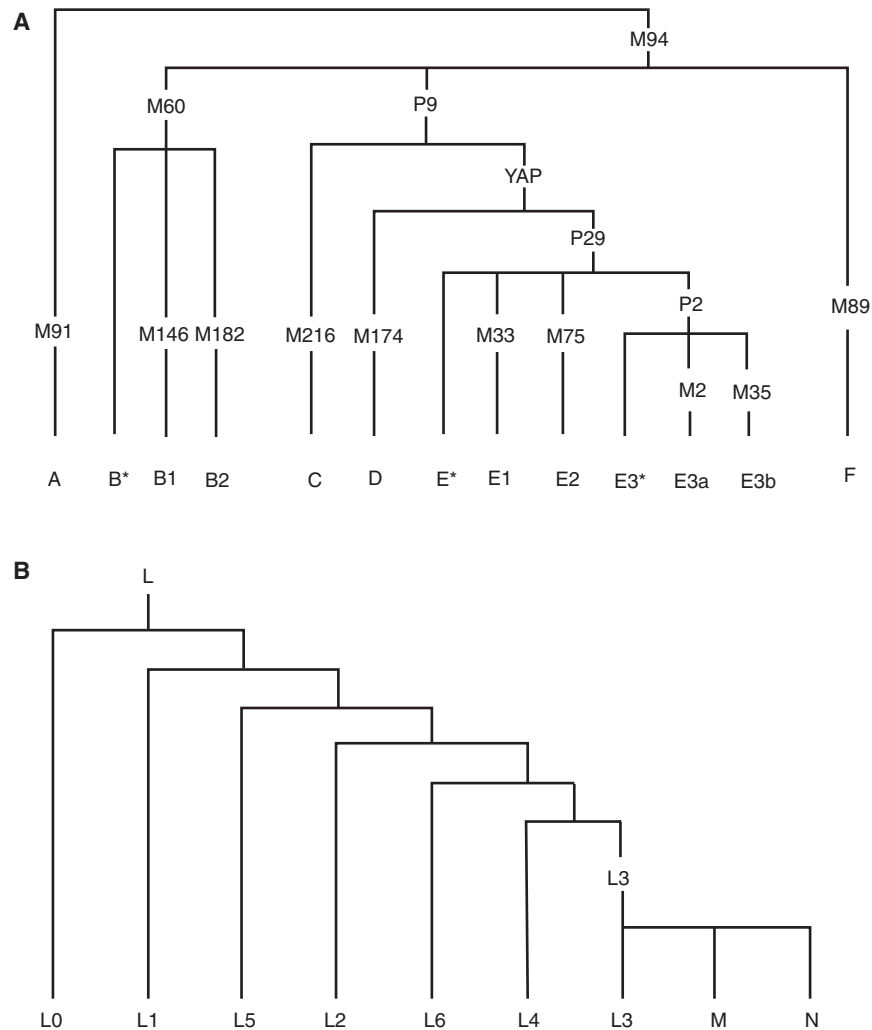 A
M94
M60 P9
YAP
P29
P2 M89
M91 M146 M182 M216 M174 M33 M75
M2 M35
A B* B1 B2 C D E* E1 E2 E3* E3a E3b F
B
L
L3
L0 L1 L5 L2 L6 L4 L3 M N